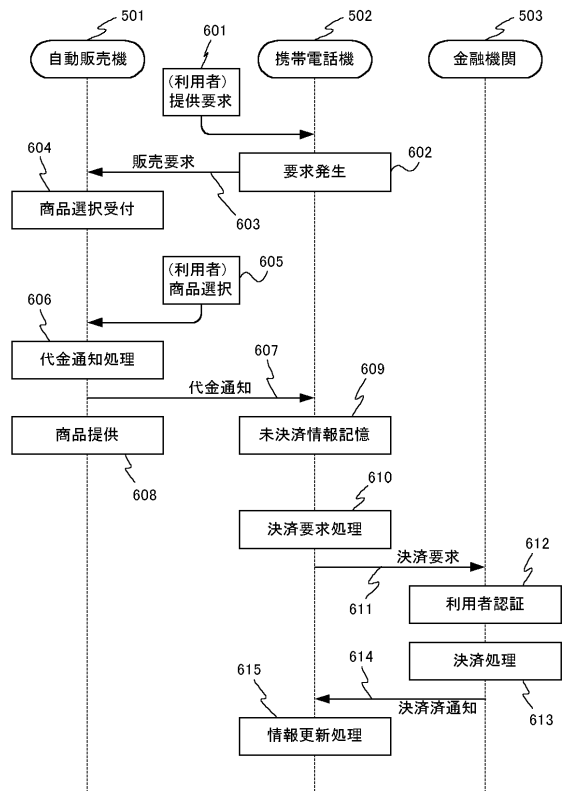 501
502
503
自動販売機
携帯電話機
金融機関
601
(利用者)
提供要求
604
販売要求
要求発生
602
商品選択受付
603
(利用者)
商品選択
605
606
代金通知処理
607
代金通知
609
商品提供
未決済情報記憶
608
610
決済要求処理
決済要求
612
611
利用者認証
614
決済処理
615
決済済通知
613
情報更新処理